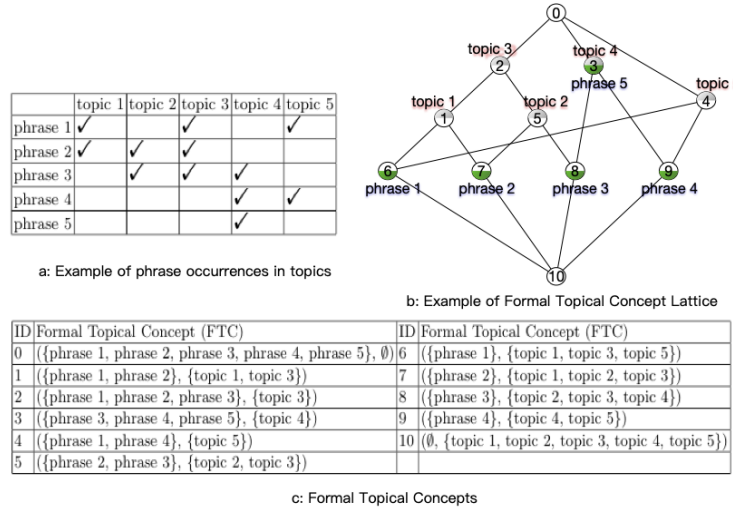 0
topic 3
topic 4
2
3
phrase 5
topic
4
topic 1
topic 2
1
5
6
7
8
9
phrase 1
phrase 2
phrase 3
phrase 4
10
b: Example of Formal Topical Concept Lattice
topic 1 topic 2 topic 3 topic 4 topic 5
phrase 1 ✓ ✓ ✓
phrase 2 ✓ ✓ ✓
phrase 3 ✓ ✓ ✓
phrase 4 ✓ ✓
phrase 5 ✓
a: Example of phrase occurrences in topics
ID Formal Topical Concept (FTC) ID Formal Topical Concept (FTC)
0 ({phrase 1, phrase 2, phrase 3, phrase 4, phrase 5}, ∅) 6 ({phrase 1}, {topic 1, topic 3, topic 5})
1 ({phrase 1, phrase 2}, {topic 1, topic 3}) 7 ({phrase 2}, {topic 1, topic 2, topic 3})
2 ({phrase 1, phrase 2, phrase 3}, {topic 3}) 8 ({phrase 3}, {topic 2, topic 3, topic 4})
3 ({phrase 3, phrase 4, phrase 5}, {topic 4}) 9 ({phrase 4}, {topic 4, topic 5})
4 ({phrase 1, phrase 4}, {topic 5}) 10 (∅, {topic 1, topic 2, topic 3, topic 4, topic 5})
5 ({phrase 2, phrase 3}, {topic 2, topic 3})
c: Formal Topical Concepts